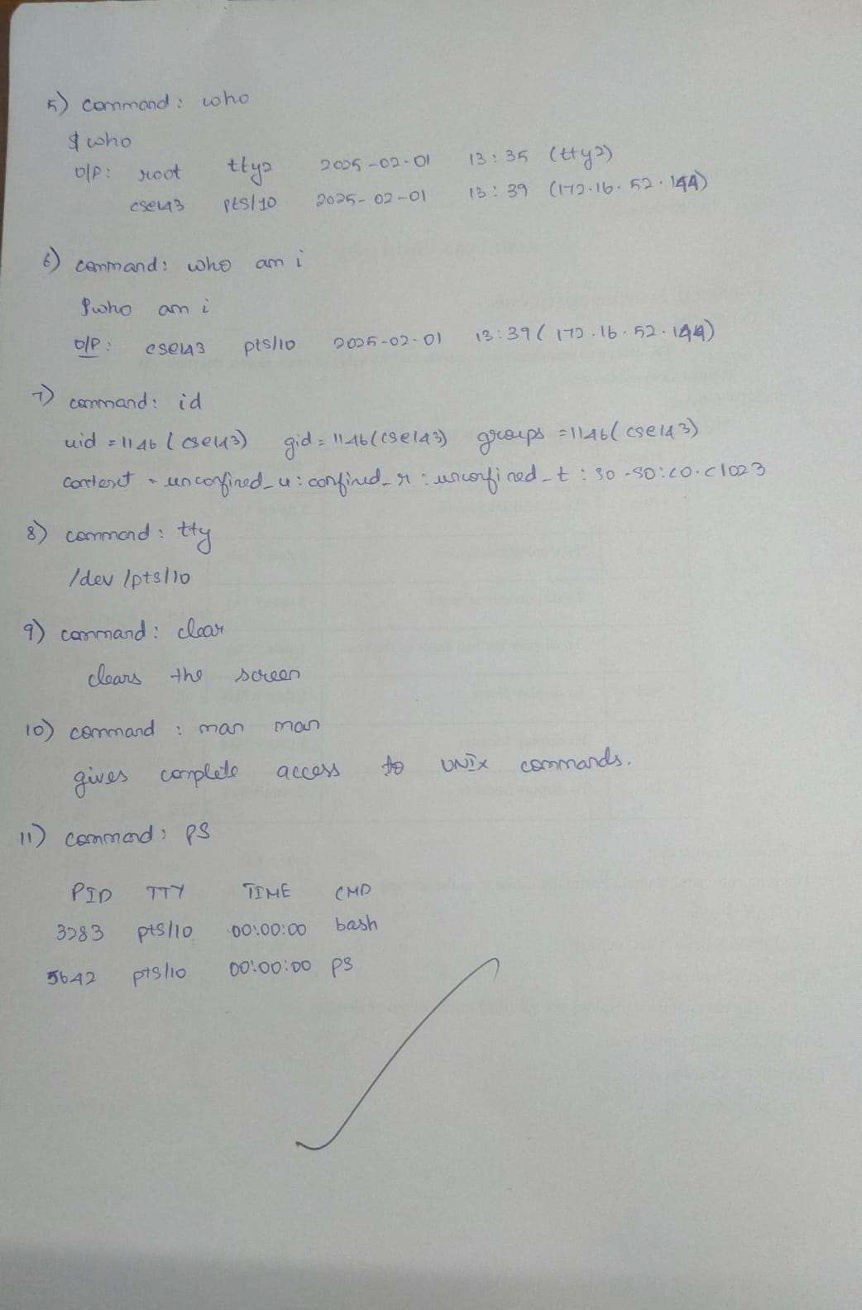 5) command: who
$ who
O/P: root tty2 2025-02-01 13:35 (tty2)
cse143 pts/10 2025-02-01 13:39 (172.16.52.144)
6) command: who am i
$who am i
O/P: cse143 pts/10 2025-02-01 13:39 (172.16.52.144)
7) command: id
uid=1146(cse143) gid=1146(cse143) groups=1146(cse143)
context = unconfined_u:confined_r:unconfined_t:s0-s0:c0.c1023
8) command: tty
/dev/pts/10
9) command: clear
clears the screen
10) command : man man
gives complete access to UNIX commands.
11) command: ps
PID TTY TIME CMD
3283 pts/10 00:00:00 bash
5642 pts/10 00:00:00 ps